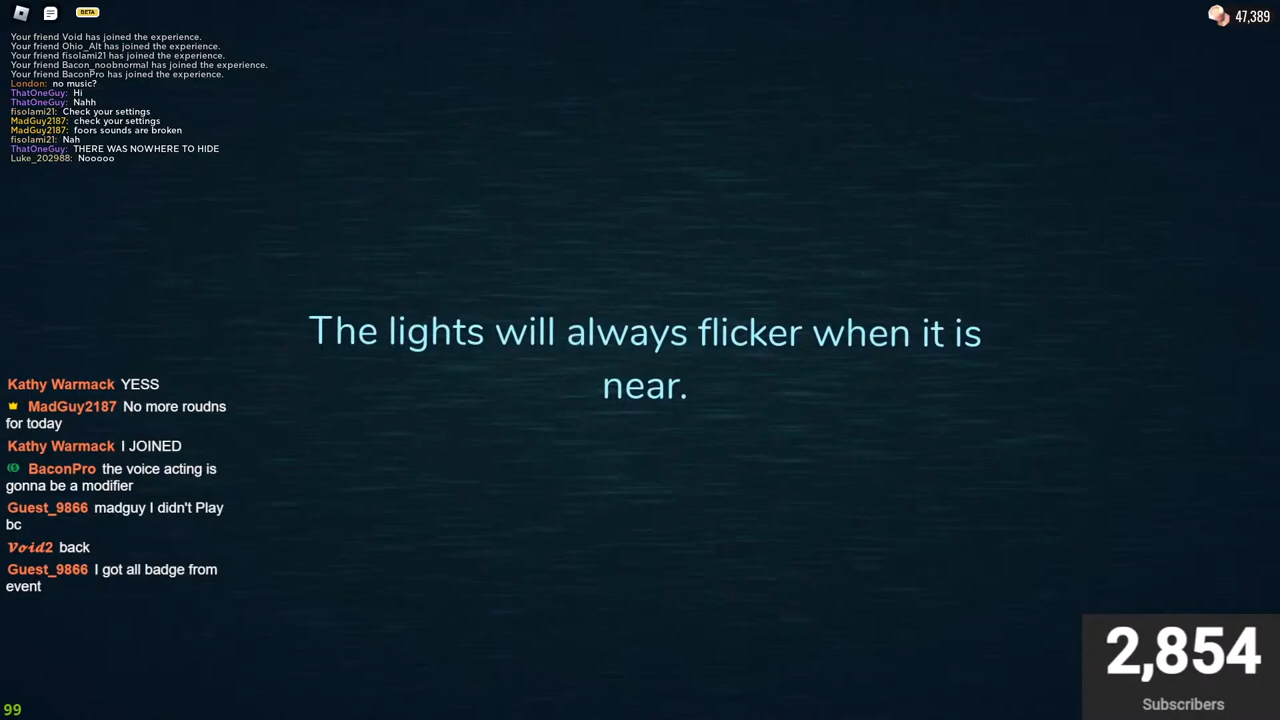 BETA
47,389
Your friend Void has joined the experience.
Your friend Ohio_Alt has joined the experience.
Your friend fisolami21 has joined the experience.
Your friend Bacon_noobnormal has joined the experience.
Your friend BaconPro has joined the experience.
London: no music?
ThatOneGuy: Hi
ThatOneGuy: Nahh
fisolami21: Check your settings
MadGuy2187: check your settings
MadGuy2187: foors sounds are broken
fisolami21: Nah
ThatOneGuy: THERE WAS NOWHERE TO HIDE
Luke_202988: Nooooo
The lights will always flicker when it is
near.
Kathy Warmack YESS
MadGuy2187 No more roudns
for today
Kathy Warmack I JOINED
BaconPro the voice acting is
gonna be a modifier
Guest_9866 madguy I didn't Play
bc
Void2 back
Guest_9866 I got all badge from
event
2,854
Subscribers
99